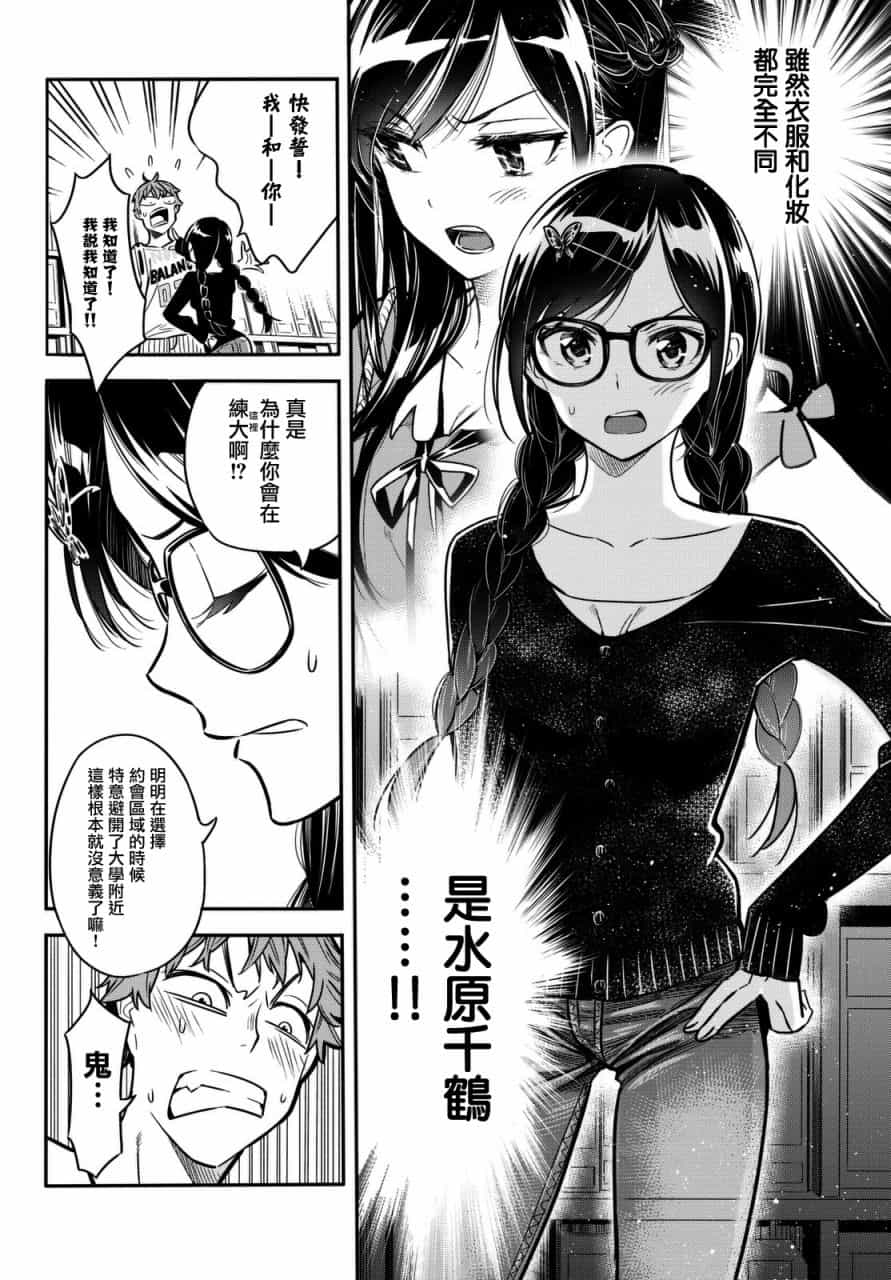 雖然衣服和化妝
都完全不同
是水原千鶴
……!!
快發誓!
我—和—你—
我知道了!
我說我知道了!!
BALAN
真是
為什麼你會在
這裡
練大啊!?
明明在選擇
約會區域的時候
特意避開了大學附近
這樣根本就沒意義了嘛!
鬼…